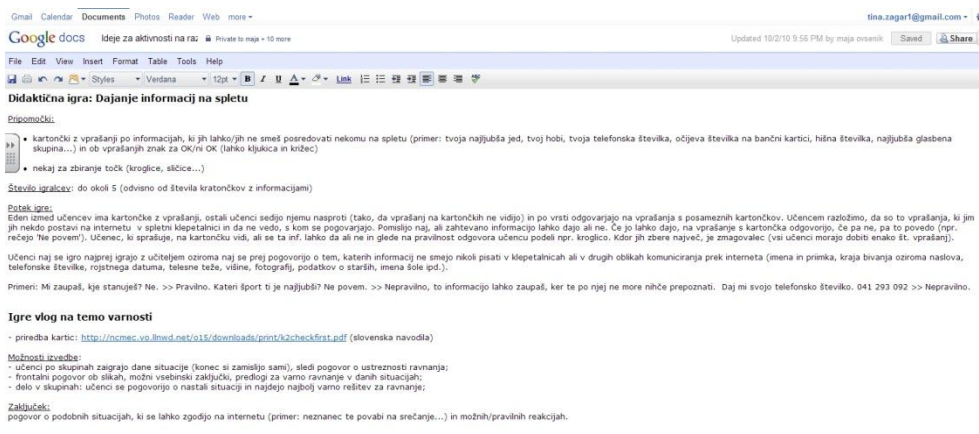 Gmail Calendar Documents Photos Reader Web more ▾ tina.zagar1@gmail.com ▾
Google docs Ideje za aktivnosti na raz Private to maja + 10 more Updated 10/2/10 9:56 PM by maja ovsenik Saved Share
File Edit View Insert Format Table Tools Help
Styles Verdana 12pt B I U A Link
Didaktična igra: Dajanje informacij na spletu
Pripomočki:
• kartončki z vprašanji po informacijah, ki jih lahko/jih ne smeš posredovati nekomu na spletu (primer: tvoja najljubša jed, tvoj hobi, tvoja telefonska številka, očijeva številka na bančni kartici, hišna številka, najljubša glasbena
skupina...) in ob vprašanjih znak za OK/ni OK (lahko kljukica in križec)
• nekaj za zbiranje točk (kroglice, sličice...)
Število igralcev: do okoli 5 (odvisno od števila kratončkov z informacijami)
Potek igre:
Eden izmed učencev ima kartončke z vprašanji, ostali učenci sedijo njemu nasproti (tako, da vprašanj na kartončkih ne vidijo) in po vrsti odgovarjajo na vprašanja s posameznih kartončkov. Učencem razložimo, da so to vprašanja, ki jim
jih nekdo postavi na internetu v spletni klepetalnici in da ne vedo, s kom se pogovarjajo. Pomislijo naj, ali zahtevano informacijo lahko dajo ali ne. Če jo lahko dajo, na vprašanje s kartončka odgovorijo, če pa ne, pa to povedo (npr.
rečejo 'Ne povem'). Učenec, ki sprašuje, na kartončku vidi, ali se ta inf. lahko da ali ne in glede na pravilnost odgovora učencu podeli npr. kroglico. Kdor jih zbere največ, je zmagovalec (vsi učenci morajo dobiti enako št. vprašanj).
Učenci naj se igro najprej igrajo z učiteljem oziroma naj se prej pogovorijo o tem, katerih informacij ne smejo nikoli pisati v klepetalnicah ali v drugih oblikah komuniciranja prek interneta (imena in priimka, kraja bivanja oziroma naslova,
telefonske številke, rojstnega datuma, telesne teže, višine, fotografij, podatkov o starših, imena šole ipd.).
Primeri: Mi zaupaš, kje stanuješ? Ne. >> Pravilno. Kateri šport ti je najljubši? Ne povem. >> Nepravilno, to informacijo lahko zaupaš, ker te po njej ne more nihče prepoznati. Daj mi svojo telefonsko številko. 041 293 092 >> Nepravilno.
Igre vlog na temo varnosti
- priredba kartic: http://ncmec.vo.llnwd.net/o15/downloads/print/k2checkfirst.pdf (slovenska navodila)
Možnosti izvedbe:
- učenci po skupinah zaigrajo dane situacije (konec si zamislijo sami), sledi pogovor o ustreznosti ravnanja;
- frontalni pogovor ob slikah, možni vsebinski zaključki, predlogi za varno ravnanje v danih situacijah;
- delo v skupinah: učenci se pogovorijo o nastali situaciji in najdejo najbolj varno rešitev za ravnanje;
Zaključek:
pogovor o podobnih situacijah, ki se lahko zgodijo na internetu (primer: neznanec te povabi na srečanje...) in možnih/pravilnih reakcijah.